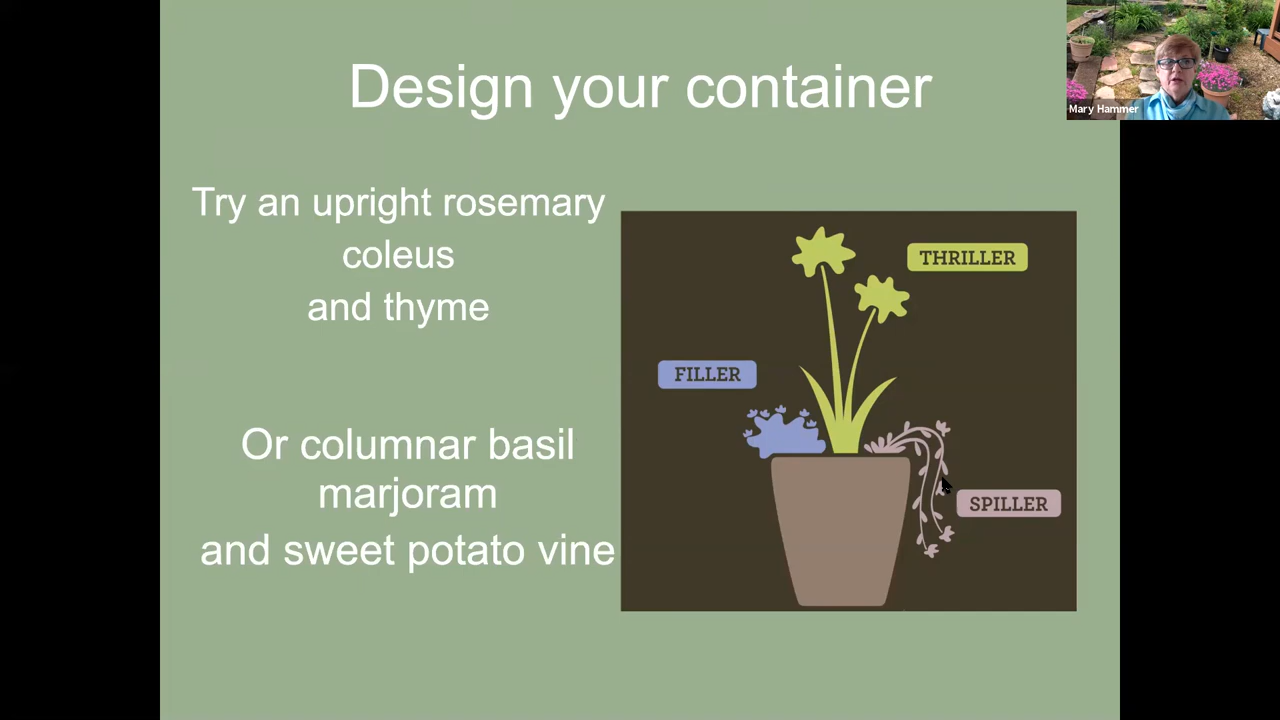 Design your container
Mary Hammer
Try an upright rosemary
coleus
and thyme
Or columnar basil
marjoram
and sweet potato vine
THRILLER
FILLER
SPILLER